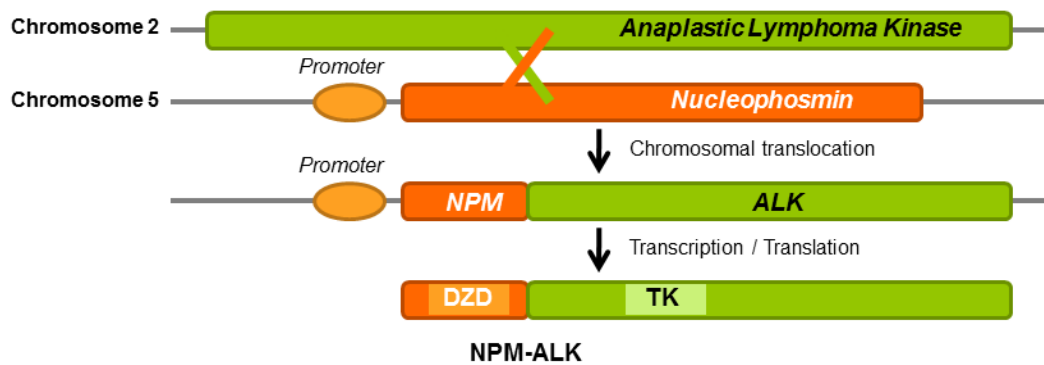 Chromosome 2
Anaplastic Lymphoma Kinase
Promoter
Chromosome 5
Nucleophosmin
Chromosomal translocation
Promoter
NPM
ALK
Transcription / Translation
DZD
TK
NPM-ALK